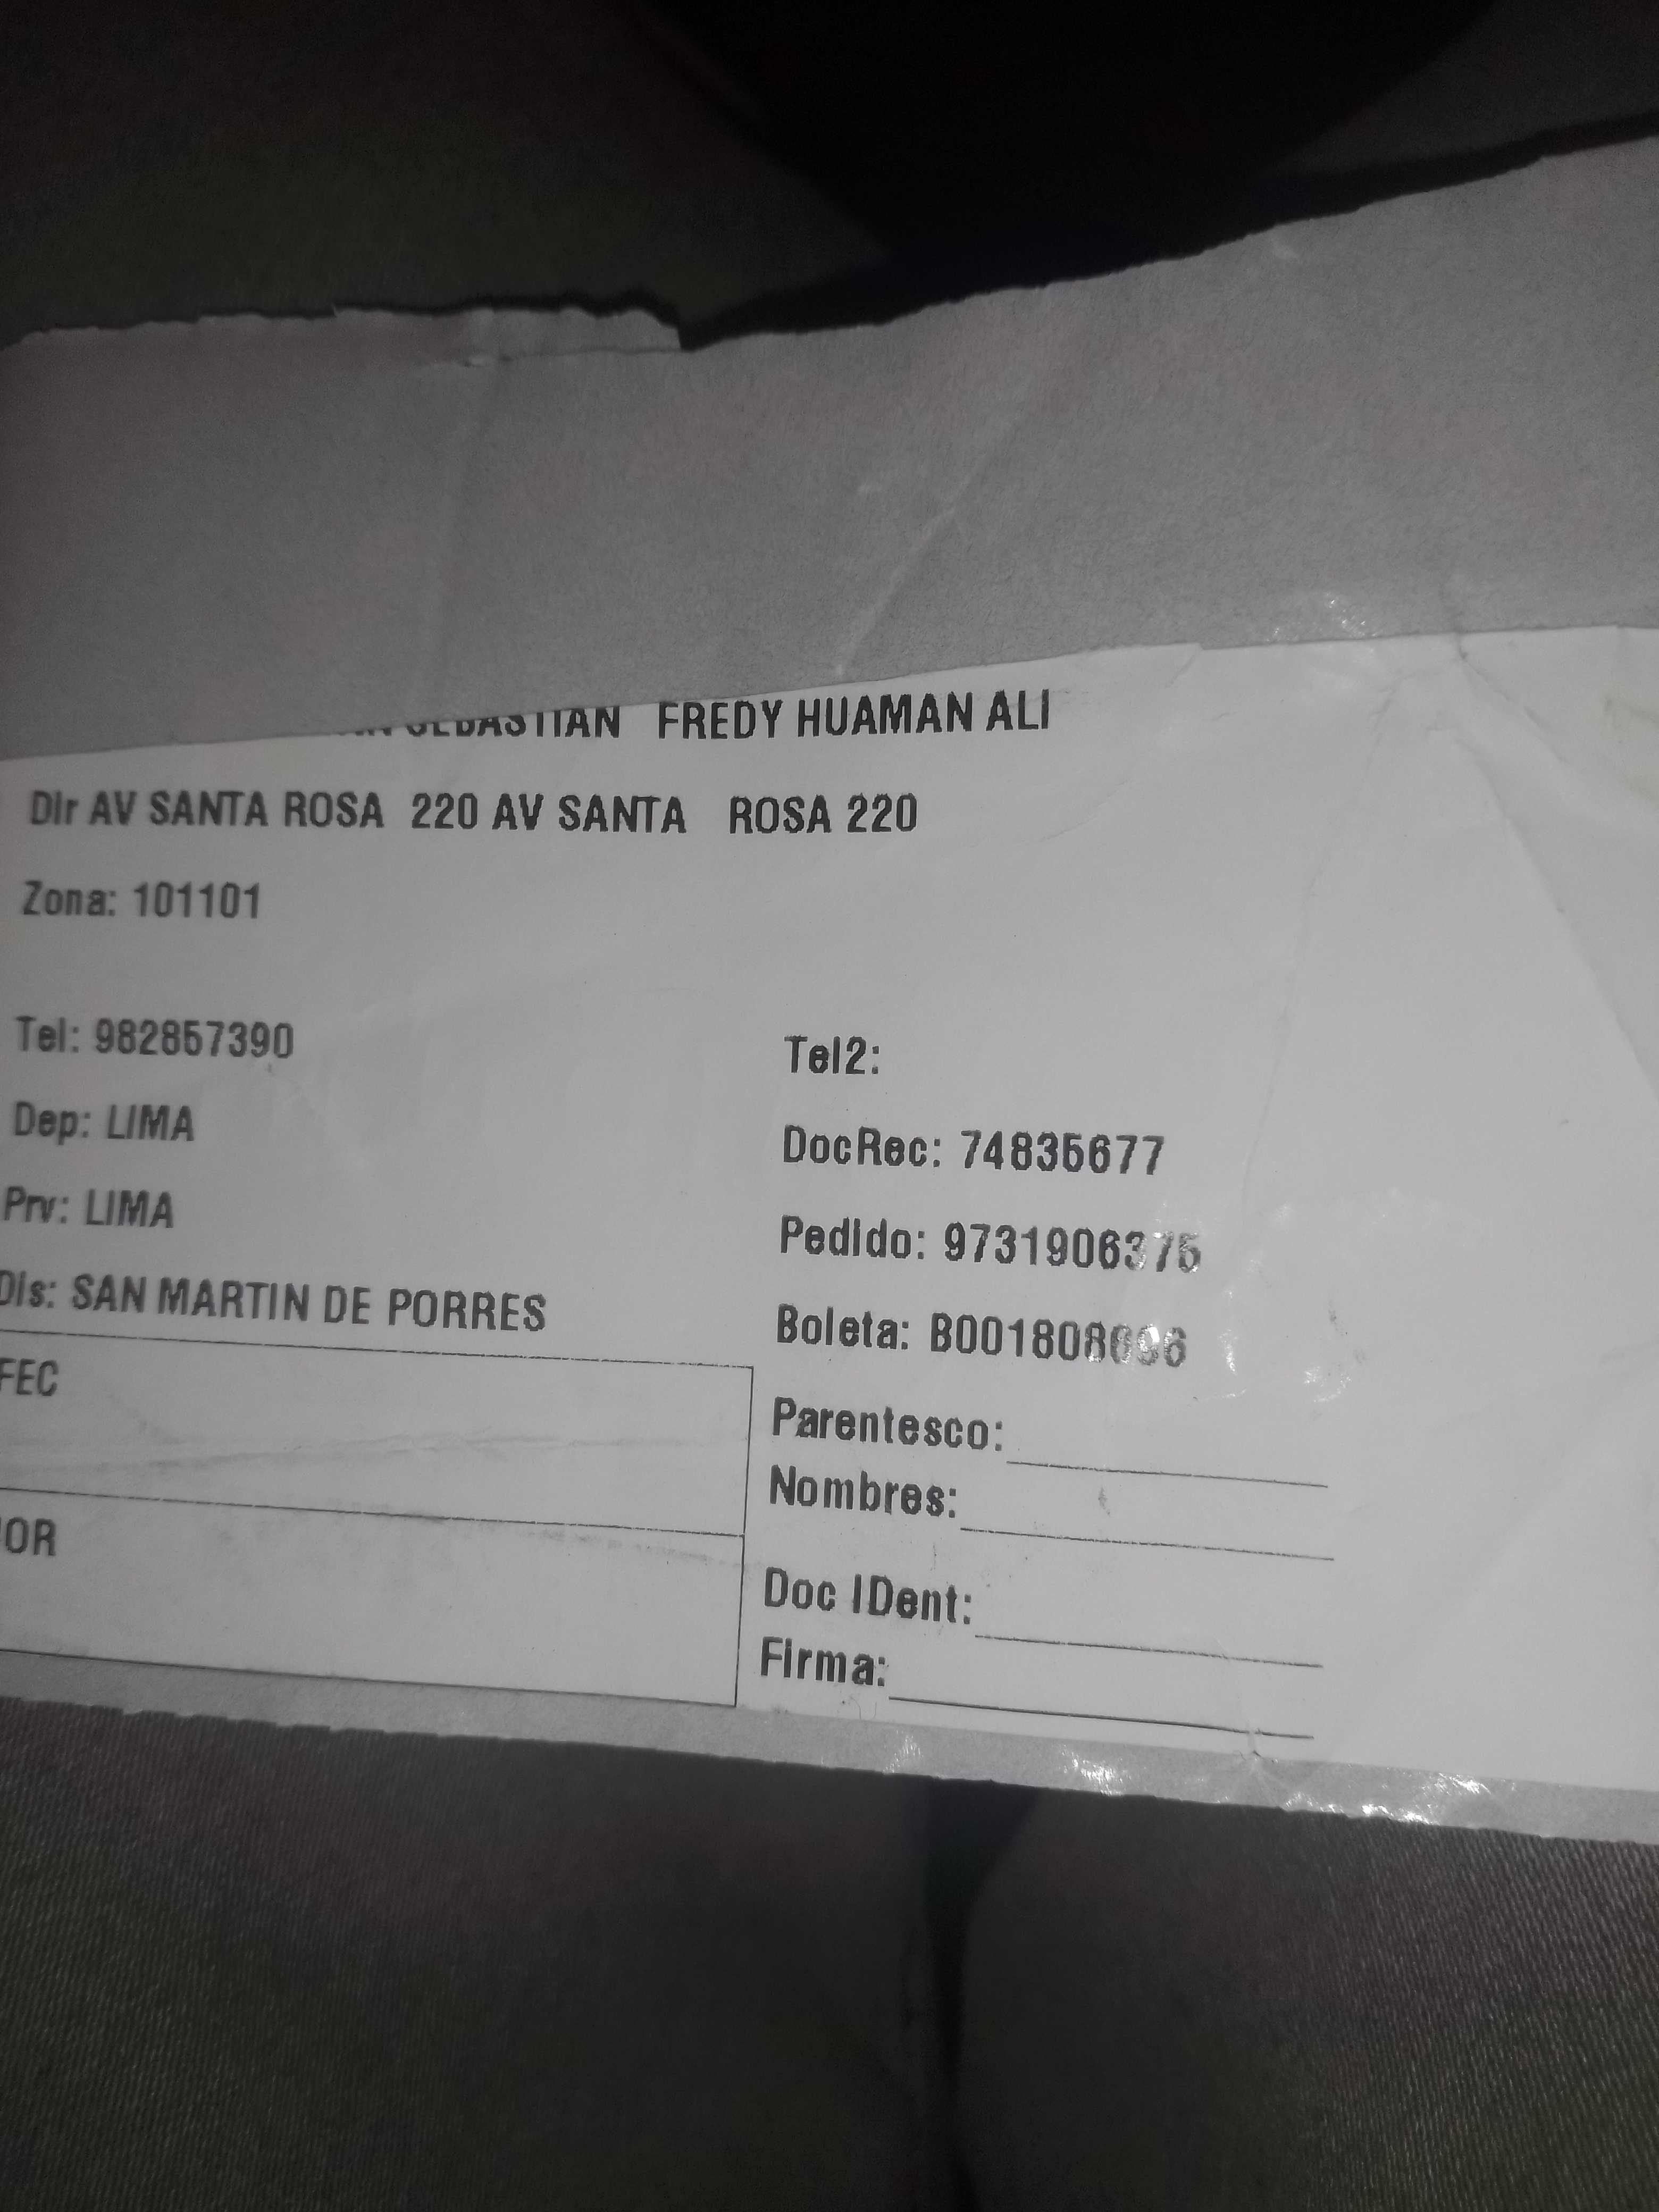 SEBASTIAN FREDY HUAMAN ALI
Dir AV SANTA ROSA 220 AV SANTA ROSA 220
Zona: 101101
Tel: 982857390
Tel2:
Dep: LIMA
DocRec: 74835677
Prv: LIMA
Pedido: 9731906375
Dis: SAN MARTIN DE PORRES
Boleta: B001808696
FEC
Parentesco:
Nombres:
OR
Doc IDent:
Firma: